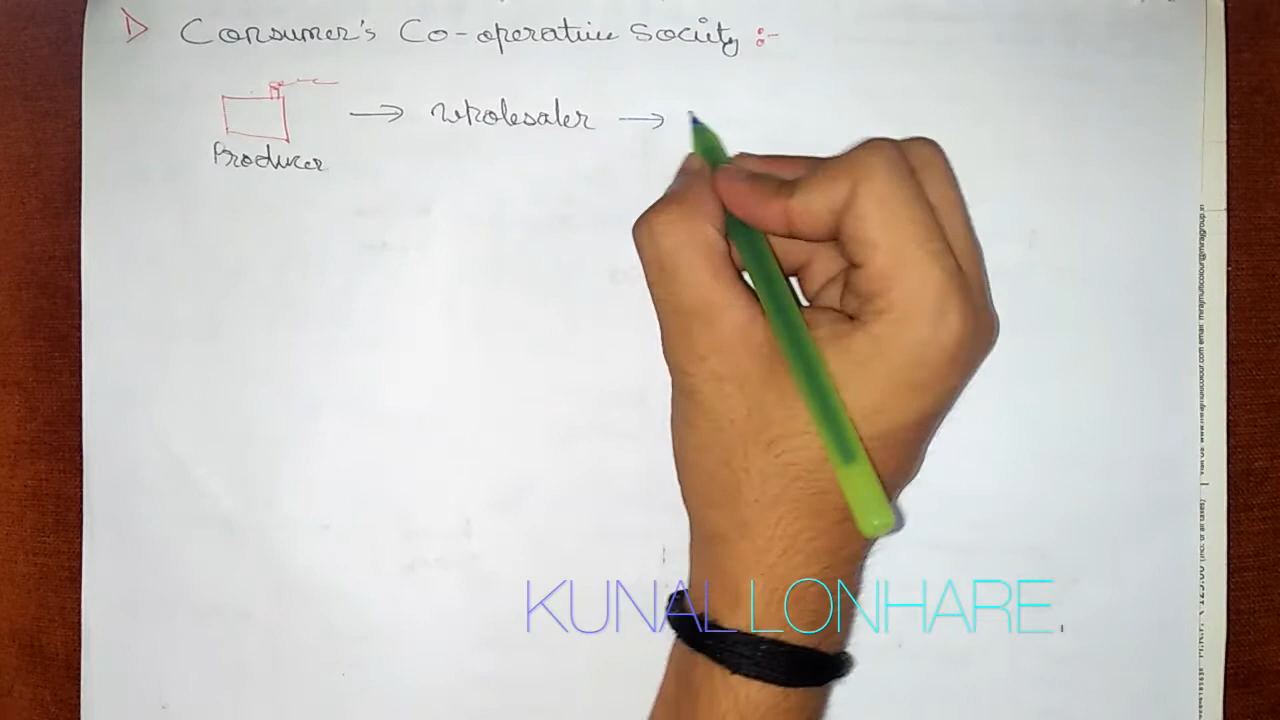 Consumer's Co-operative Society :-
→ wholesaler →
Producer
KUNAL LONHARE.